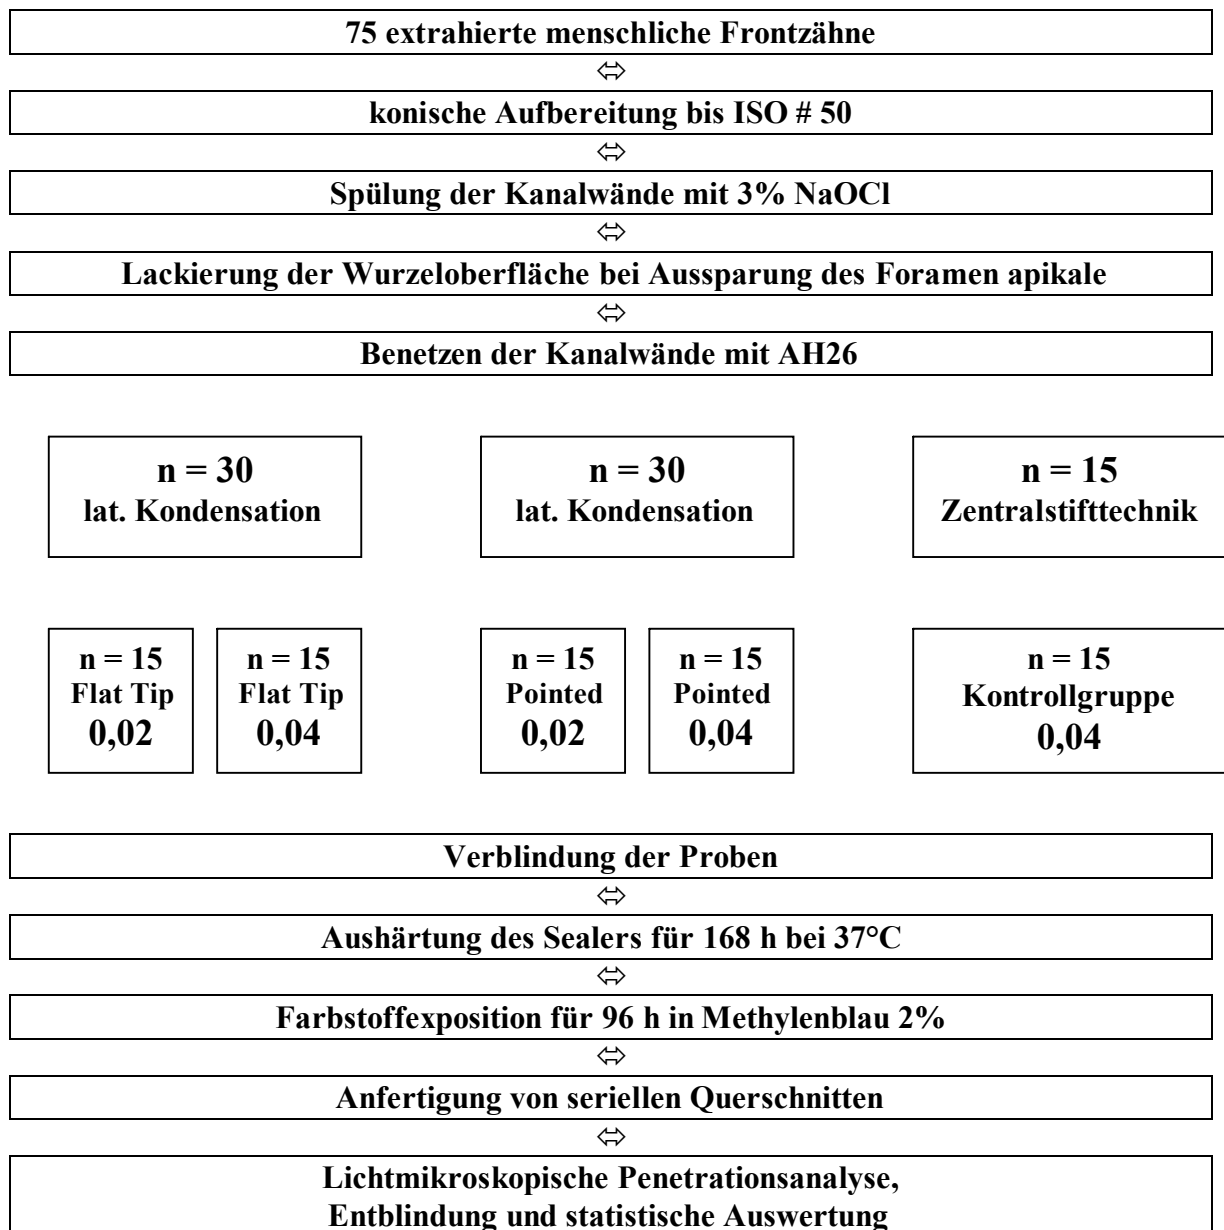 75 extrahierte menschliche Frontzähne
⬄
konische Aufbereitung bis ISO # 50
⬄
Spülung der Kanalwände mit 3% NaOCl
⬄
Lackierung der Wurzeloberfläche bei Aussparung des Foramen apikale
⬄
Benetzen der Kanalwände mit AH26
n = 30
lat. Kondensation
n = 30
lat. Kondensation
n = 15
Zentralstifttechnik
n = 15
Flat Tip
0,02
n = 15
Flat Tip
0,04
n = 15
Pointed
0,02
n = 15
Pointed
0,04
n = 15
Kontrollgruppe
0,04
Verblindung der Proben
⬄
Aushärtung des Sealers für 168 h bei 37°C
⬄
Farbstoffexposition für 96 h in Methylenblau 2%
⬄
Anfertigung von seriellen Querschnitten
⬄
Lichtmikroskopische Penetrationsanalyse,
Entblindung und statistische Auswertung